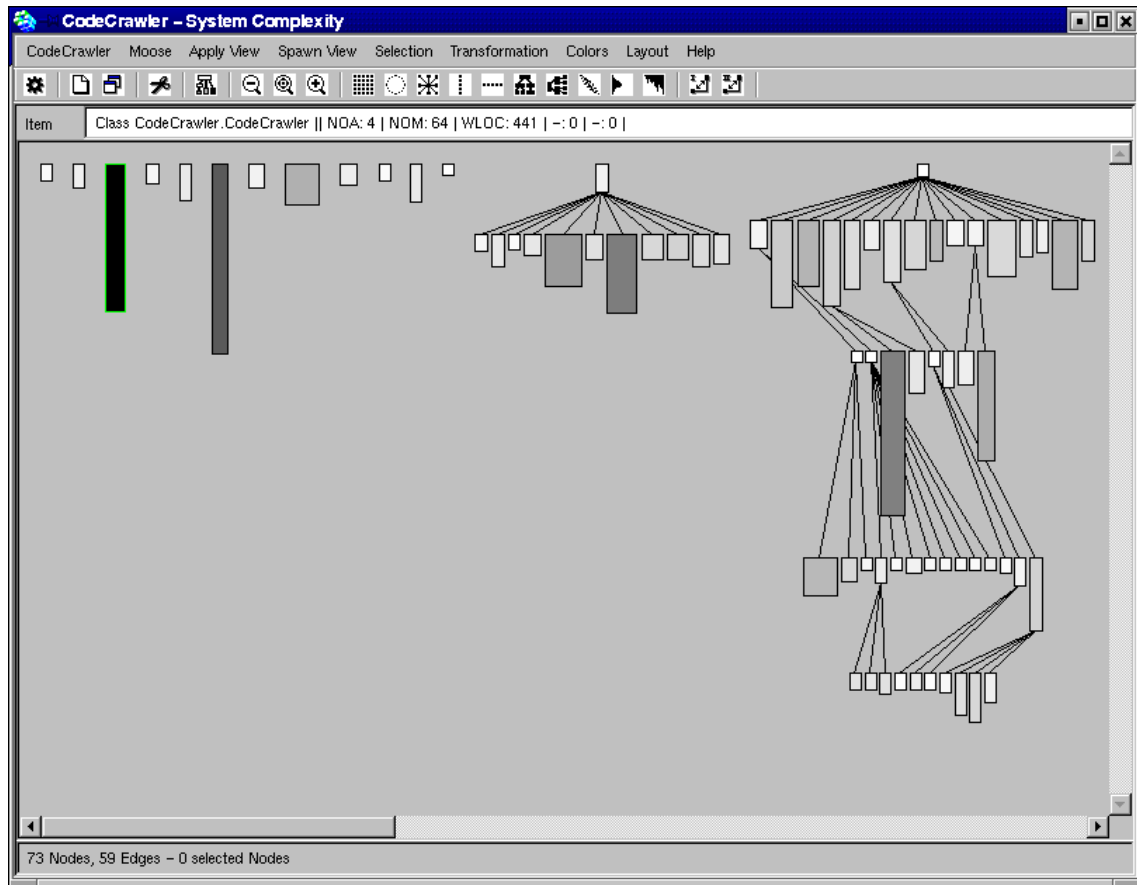 CodeCrawler – System Complexity
CodeCrawler Moose Apply View Spawn View Selection Transformation Colors Layout Help
Item Class CodeCrawler.CodeCrawler || NOA: 4 | NOM: 64 | WLOC: 441 | –: 0 | –: 0 |
73 Nodes, 59 Edges – 0 selected Nodes